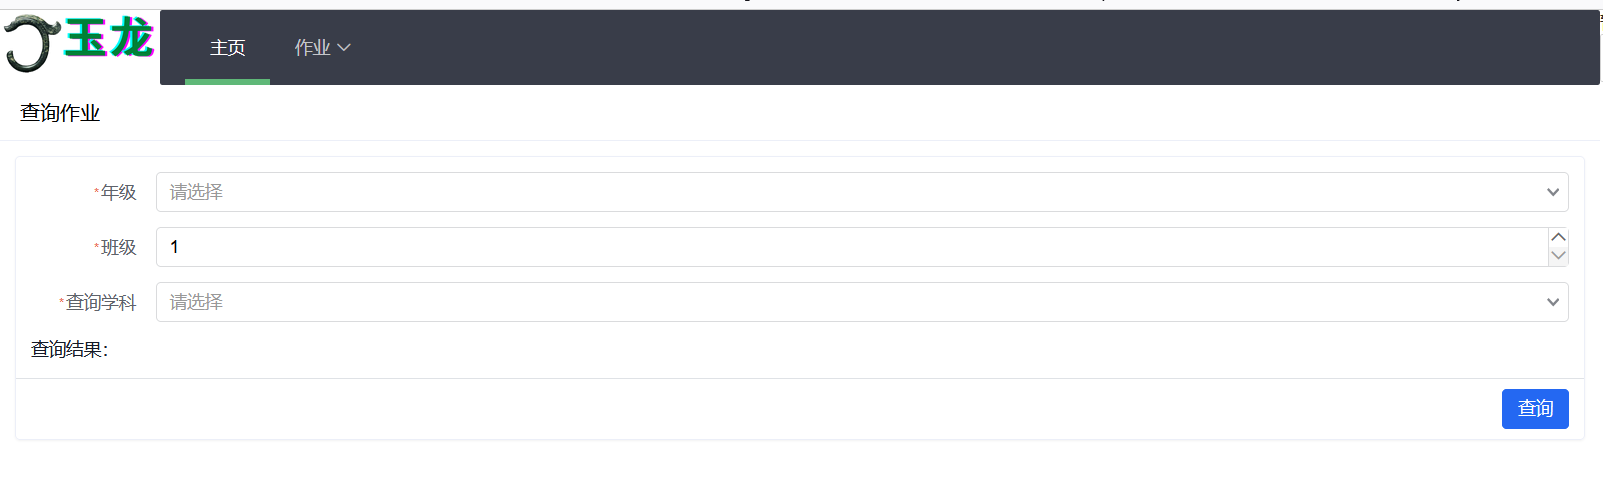 玉龙
主页 作业
查询作业
*年级 请选择
*班级 1
*查询学科 请选择
查询结果：
查询